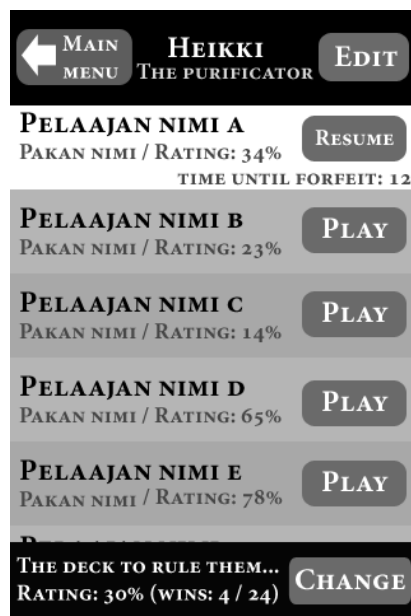 Main menu
Heikki
The purificator
Edit
Pelaajan nimi A
Pakan nimi / Rating: 34%
Resume
time until forfeit: 12
Pelaajan nimi B
Pakan nimi / Rating: 23%
Play
Pelaajan nimi C
Pakan nimi / Rating: 14%
Play
Pelaajan nimi D
Pakan nimi / Rating: 65%
Play
Pelaajan nimi E
Pakan nimi / Rating: 78%
Play
The deck to rule them...
Rating: 30% (wins: 4 / 24)
Change